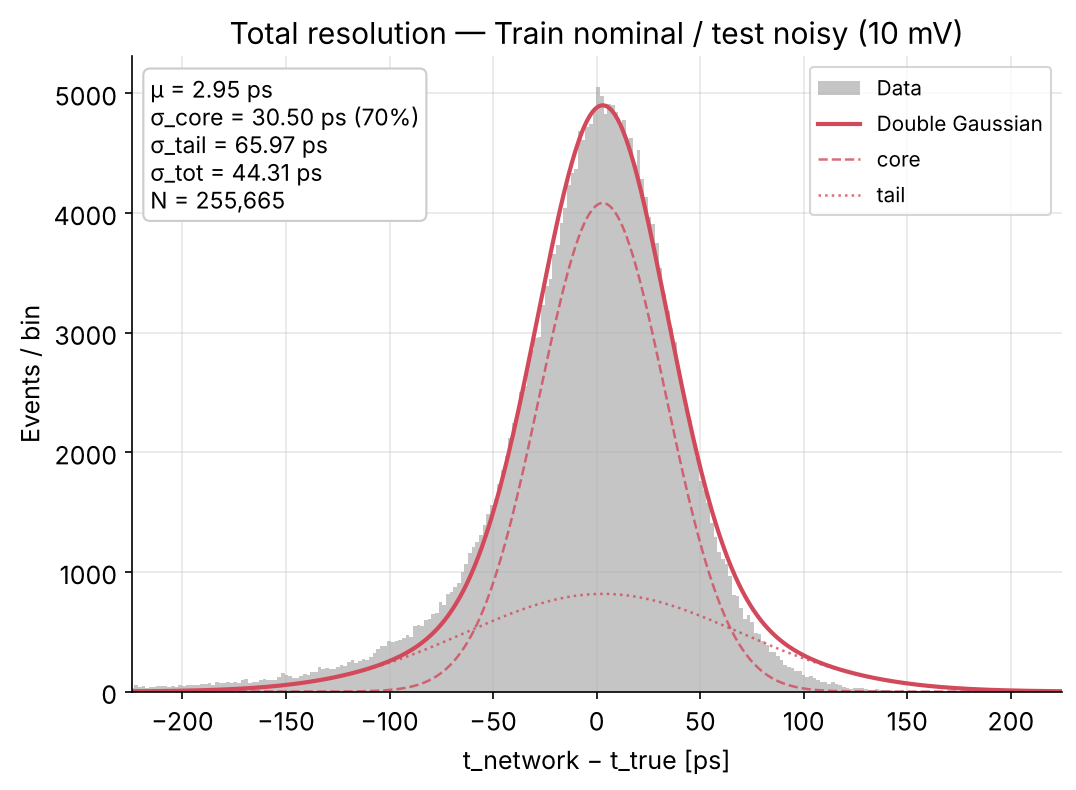 Total resolution — Train nominal / test noisy (10 mV)
μ = 2.95 ps
σ_core = 30.50 ps (70%)
σ_tail = 65.97 ps
σ_tot = 44.31 ps
N = 255,665
Data
Double Gaussian
core
tail
Events / bin
5000
4000
3000
2000
1000
0
−200 −150 −100 −50 0 50 100 150 200
t_network − t_true [ps]